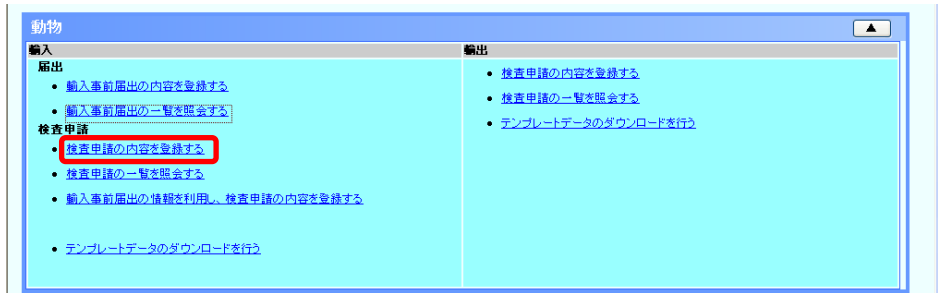 動物
▲
輸入
届出
・ 輸入事前届出の内容を登録する
・ 輸入事前届出の一覧を照会する
検査申請
・ 検査申請の内容を登録する
・ 検査申請の一覧を照会する
・ 輸入事前届出の情報を利用し、検査申請の内容を登録する
・ テンプレートデータのダウンロードを行う
輸出
・ 検査申請の内容を登録する
・ 検査申請の一覧を照会する
・ テンプレートデータのダウンロードを行う